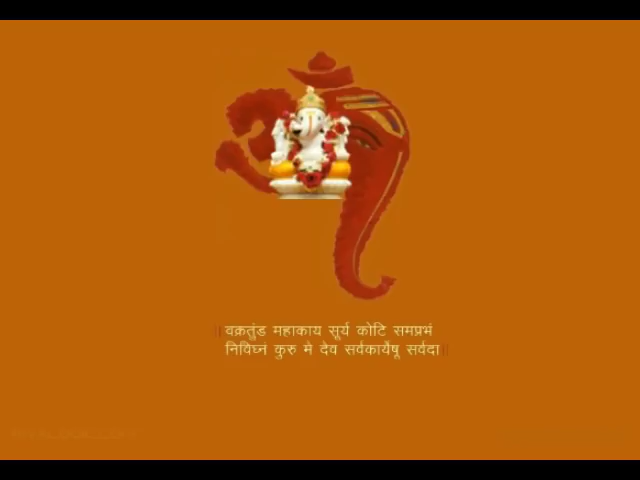 ॥ वक्रतुंड महाकाय सूर्य कोटि समप्रभं
निविघ्नं कुरु मे देव सर्वकार्येषू सर्वदा ॥